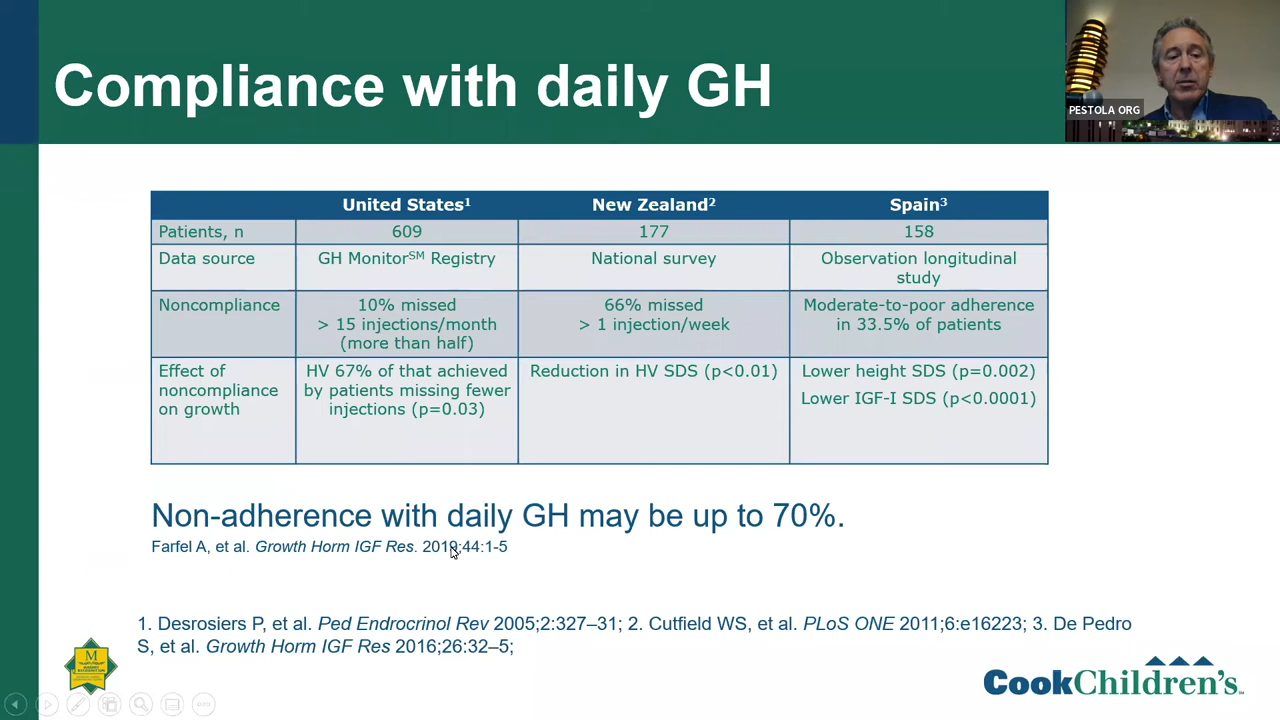 Compliance with daily GH
PESTOLA ORG
United States1 New Zealand2 Spain3
Patients, n 609 177 158
Data source GH MonitorSM Registry National survey Observation longitudinal
study
Noncompliance 10% missed 66% missed Moderate-to-poor adherence
> 15 injections/month > 1 injection/week in 33.5% of patients
(more than half)
Effect of HV 67% of that achieved Reduction in HV SDS (p<0.01) Lower height SDS (p=0.002)
noncompliance by patients missing fewer Lower IGF-I SDS (p<0.0001)
on growth injections (p=0.03)
Non-adherence with daily GH may be up to 70%.
Farfel A, et al. Growth Horm IGF Res. 2019;44:1-5
1. Desrosiers P, et al. Ped Endocrinol Rev 2005;2:327–31; 2. Cutfield WS, et al. PLoS ONE 2011;6:e16223; 3. De Pedro
S, et al. Growth Horm IGF Res 2016;26:32–5;
M
CookChildren's